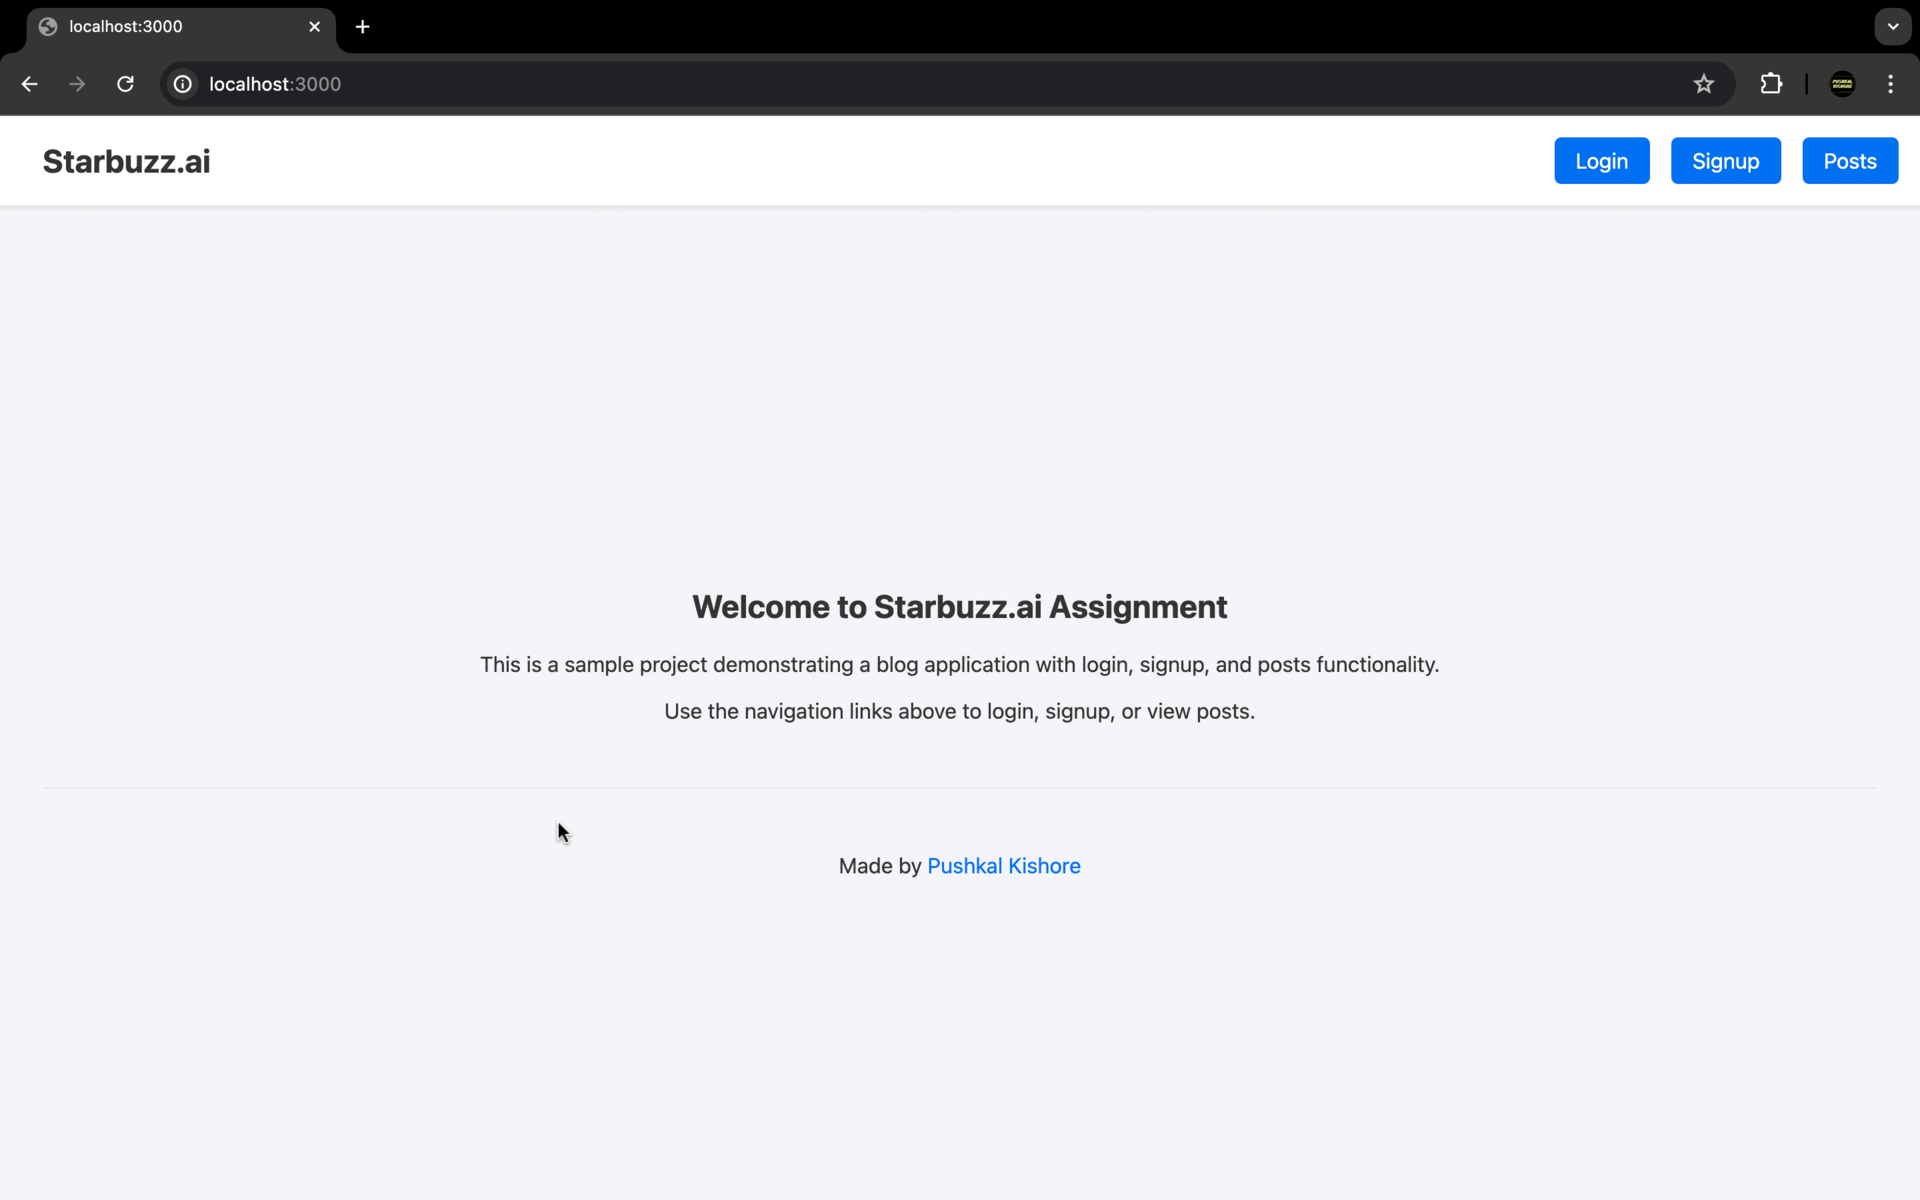 localhost:3000
localhost:3000
Starbuzz.ai
Login
Signup
Posts
Welcome to Starbuzz.ai Assignment
This is a sample project demonstrating a blog application with login, signup, and posts functionality.
Use the navigation links above to login, signup, or view posts.
Made by Pushkal Kishore